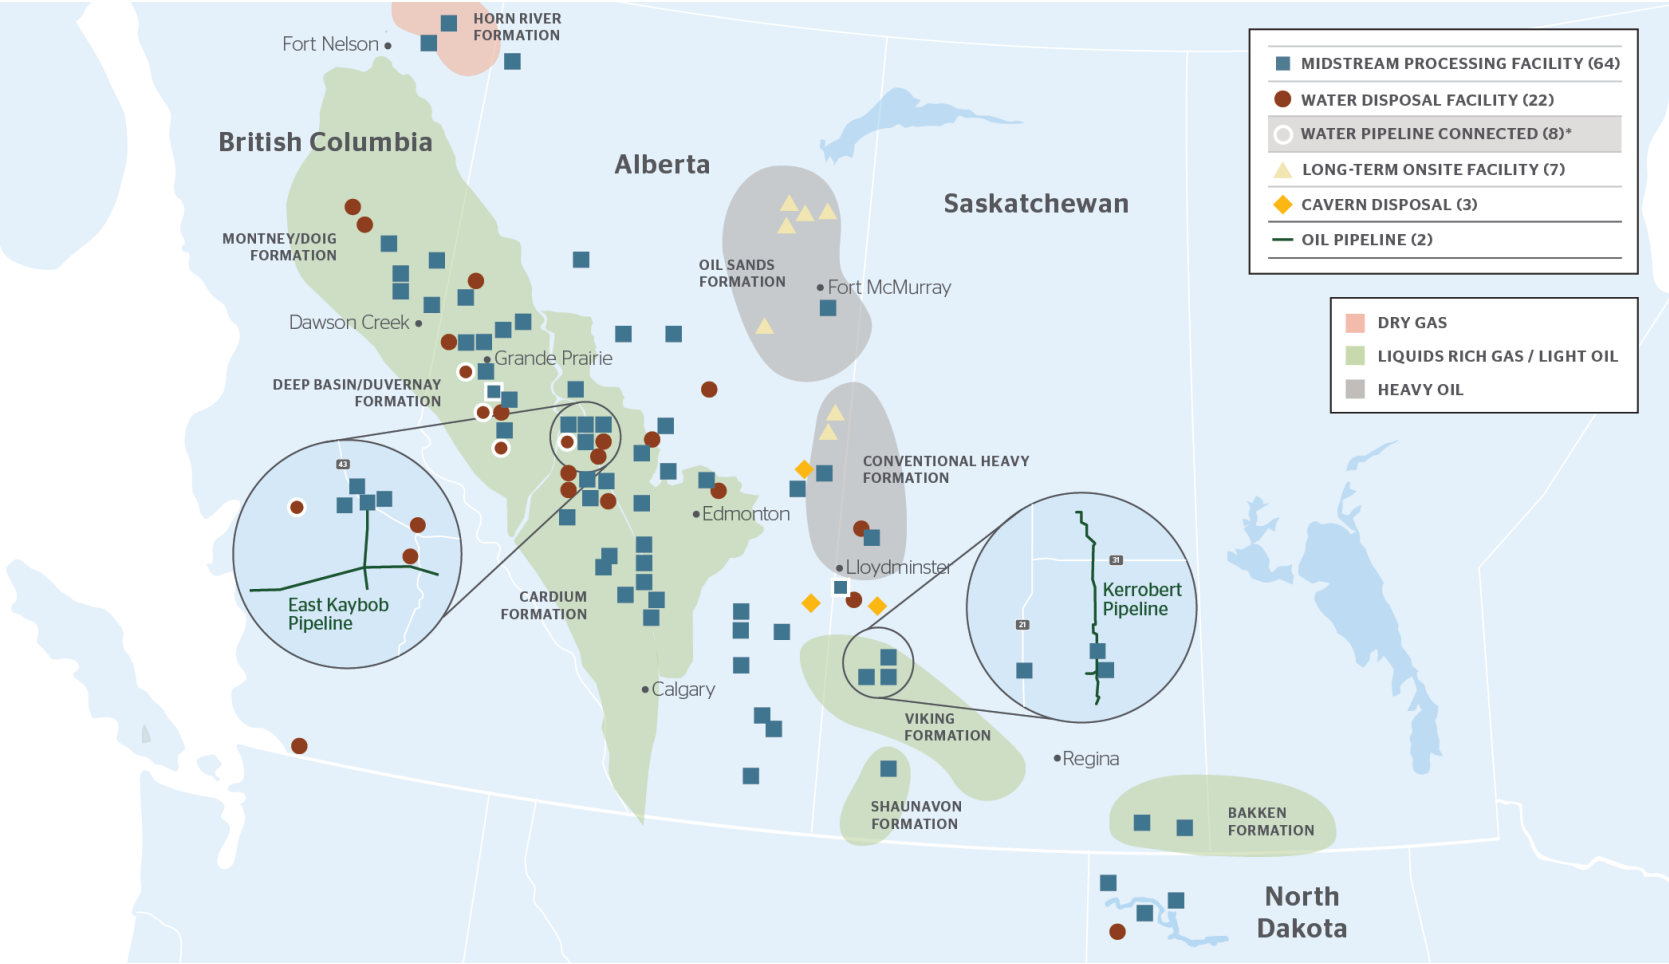 HORN RIVER
FORMATION
Fort Nelson
British Columbia
Alberta
Saskatchewan
MIDSTREAM PROCESSING FACILITY (64)
WATER DISPOSAL FACILITY (22)
WATER PIPELINE CONNECTED (8)*
LONG-TERM ONSITE FACILITY (7)
CAVERN DISPOSAL (3)
OIL PIPELINE (2)
DRY GAS
LIQUIDS RICH GAS / LIGHT OIL
HEAVY OIL
MONTNEY/DOIG
FORMATION
OIL SANDS
FORMATION
Fort McMurray
Dawson Creek
Grande Prairie
DEEP BASIN/DUVERNAY
FORMATION
CONVENTIONAL HEAVY
FORMATION
43
Edmonton
Lloydminster
31
Kerrobert
Pipeline
21
East Kaybob
Pipeline
CARDIUM
FORMATION
Calgary
VIKING
FORMATION
Regina
SHAUNAVON
FORMATION
BAKKEN
FORMATION
North
Dakota